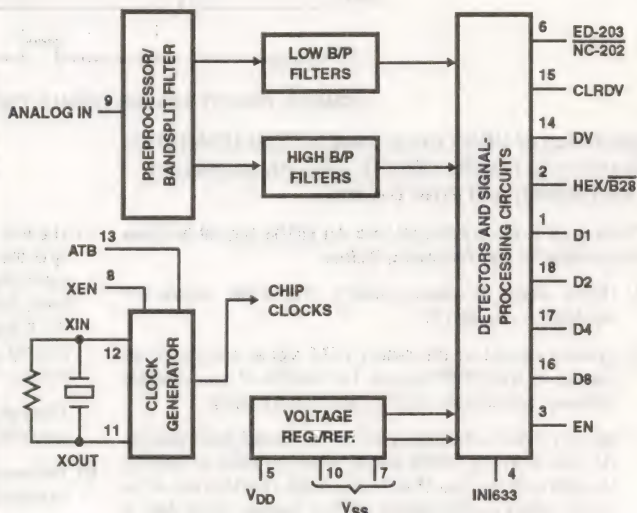 ANALOG IN
9
PREPROCESSOR/
BANDSPLIT FILTER
LOW B/P
FILTERS
HIGH B/P
FILTERS
DETECTORS AND SIGNAL-
PROCESSING CIRCUITS
6
ED-203
NC-202
15
CLRDV
14
DV
2
HEX/B28
1
D1
18
D2
17
D4
16
D8
3
EN
4
INI633
ATB
13
XEN
8
XIN
12
11
XOUT
CLOCK
GENERATOR
CHIP
CLOCKS
VOLTAGE
REG./REF.
5
10
7
VDD
VSS